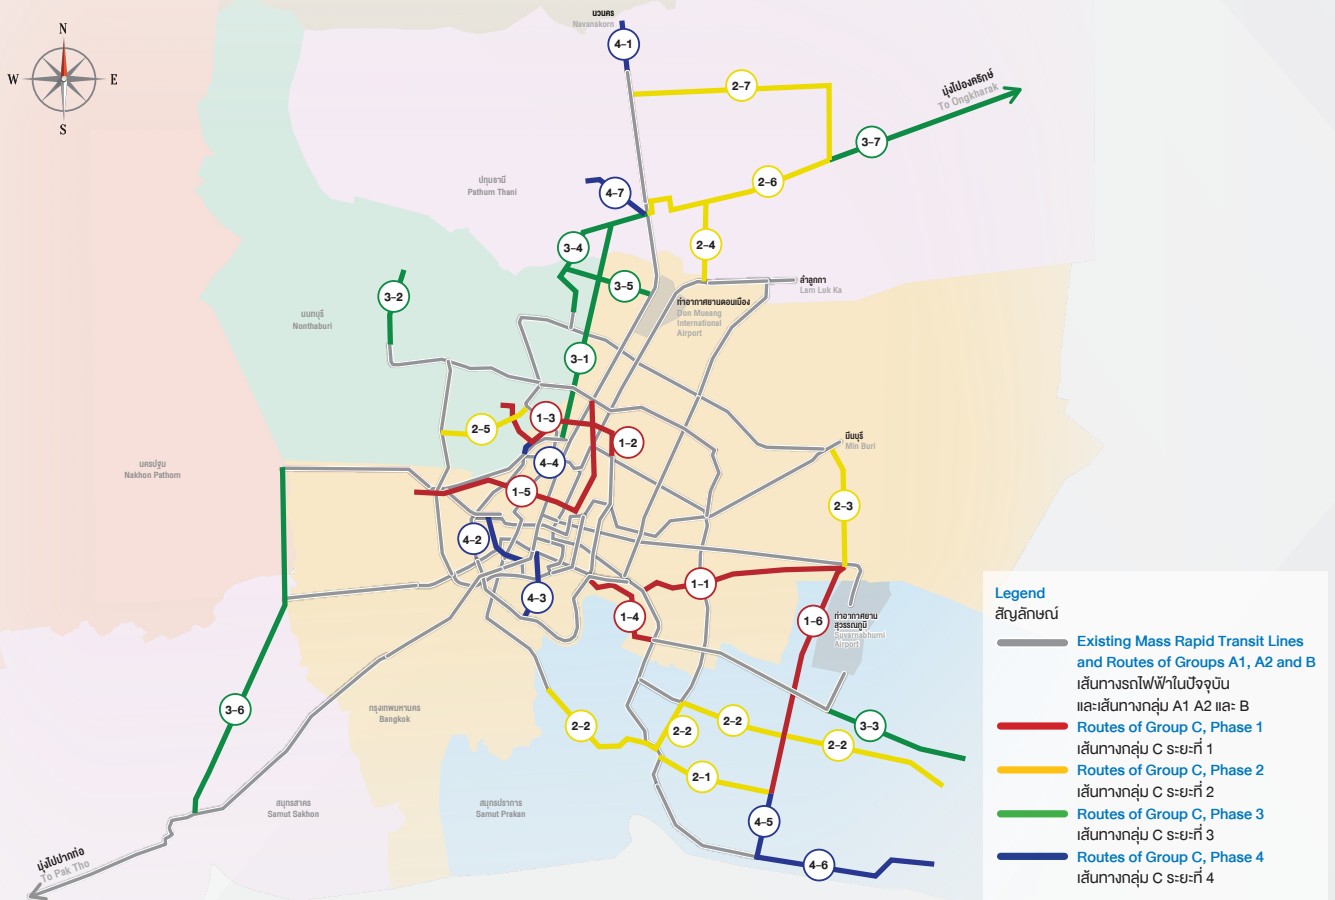 นวนคร
Navanakorn
N
W
E
S
4-1
2-7
มุ่งไปองครักษ์
To Ongkharak
3-7
ปทุมธานี
Pathum Thani
4-7
2-6
3-4
2-4
3-5
ลำลูกกา
Lam Luk Ka
3-2
ท่าอากาศยานดอนเมือง
Don Mueang
International
Airport
นนทบุรี
Nonthaburi
3-1
1-3
2-5
1-2
มีนบุรี
Min Buri
4-4
นครปฐม
Nakhon Pathom
1-5
2-3
4-2
1-1
4-3
1-4
1-6
ท่าอากาศยาน
สุวรรณภูมิ
Suvarnabhumi
Airport
3-6
กรุงเทพมหานคร
Bangkok
2-2
2-2
2-2
3-3
2-2
2-1
สมุทรสาคร
Samut Sakhon
สมุทรปราการ
Samut Prakan
4-5
4-6
มุ่งไปปากท่อ
To Pak Tho
Legend
สัญลักษณ์
Existing Mass Rapid Transit Lines
and Routes of Groups A1, A2 and B
เส้นทางรถไฟฟ้าในปัจจุบัน
และเส้นทางกลุ่ม A1 A2 และ B
Routes of Group C, Phase 1
เส้นทางกลุ่ม C ระยะที่ 1
Routes of Group C, Phase 2
เส้นทางกลุ่ม C ระยะที่ 2
Routes of Group C, Phase 3
เส้นทางกลุ่ม C ระยะที่ 3
Routes of Group C, Phase 4
เส้นทางกลุ่ม C ระยะที่ 4